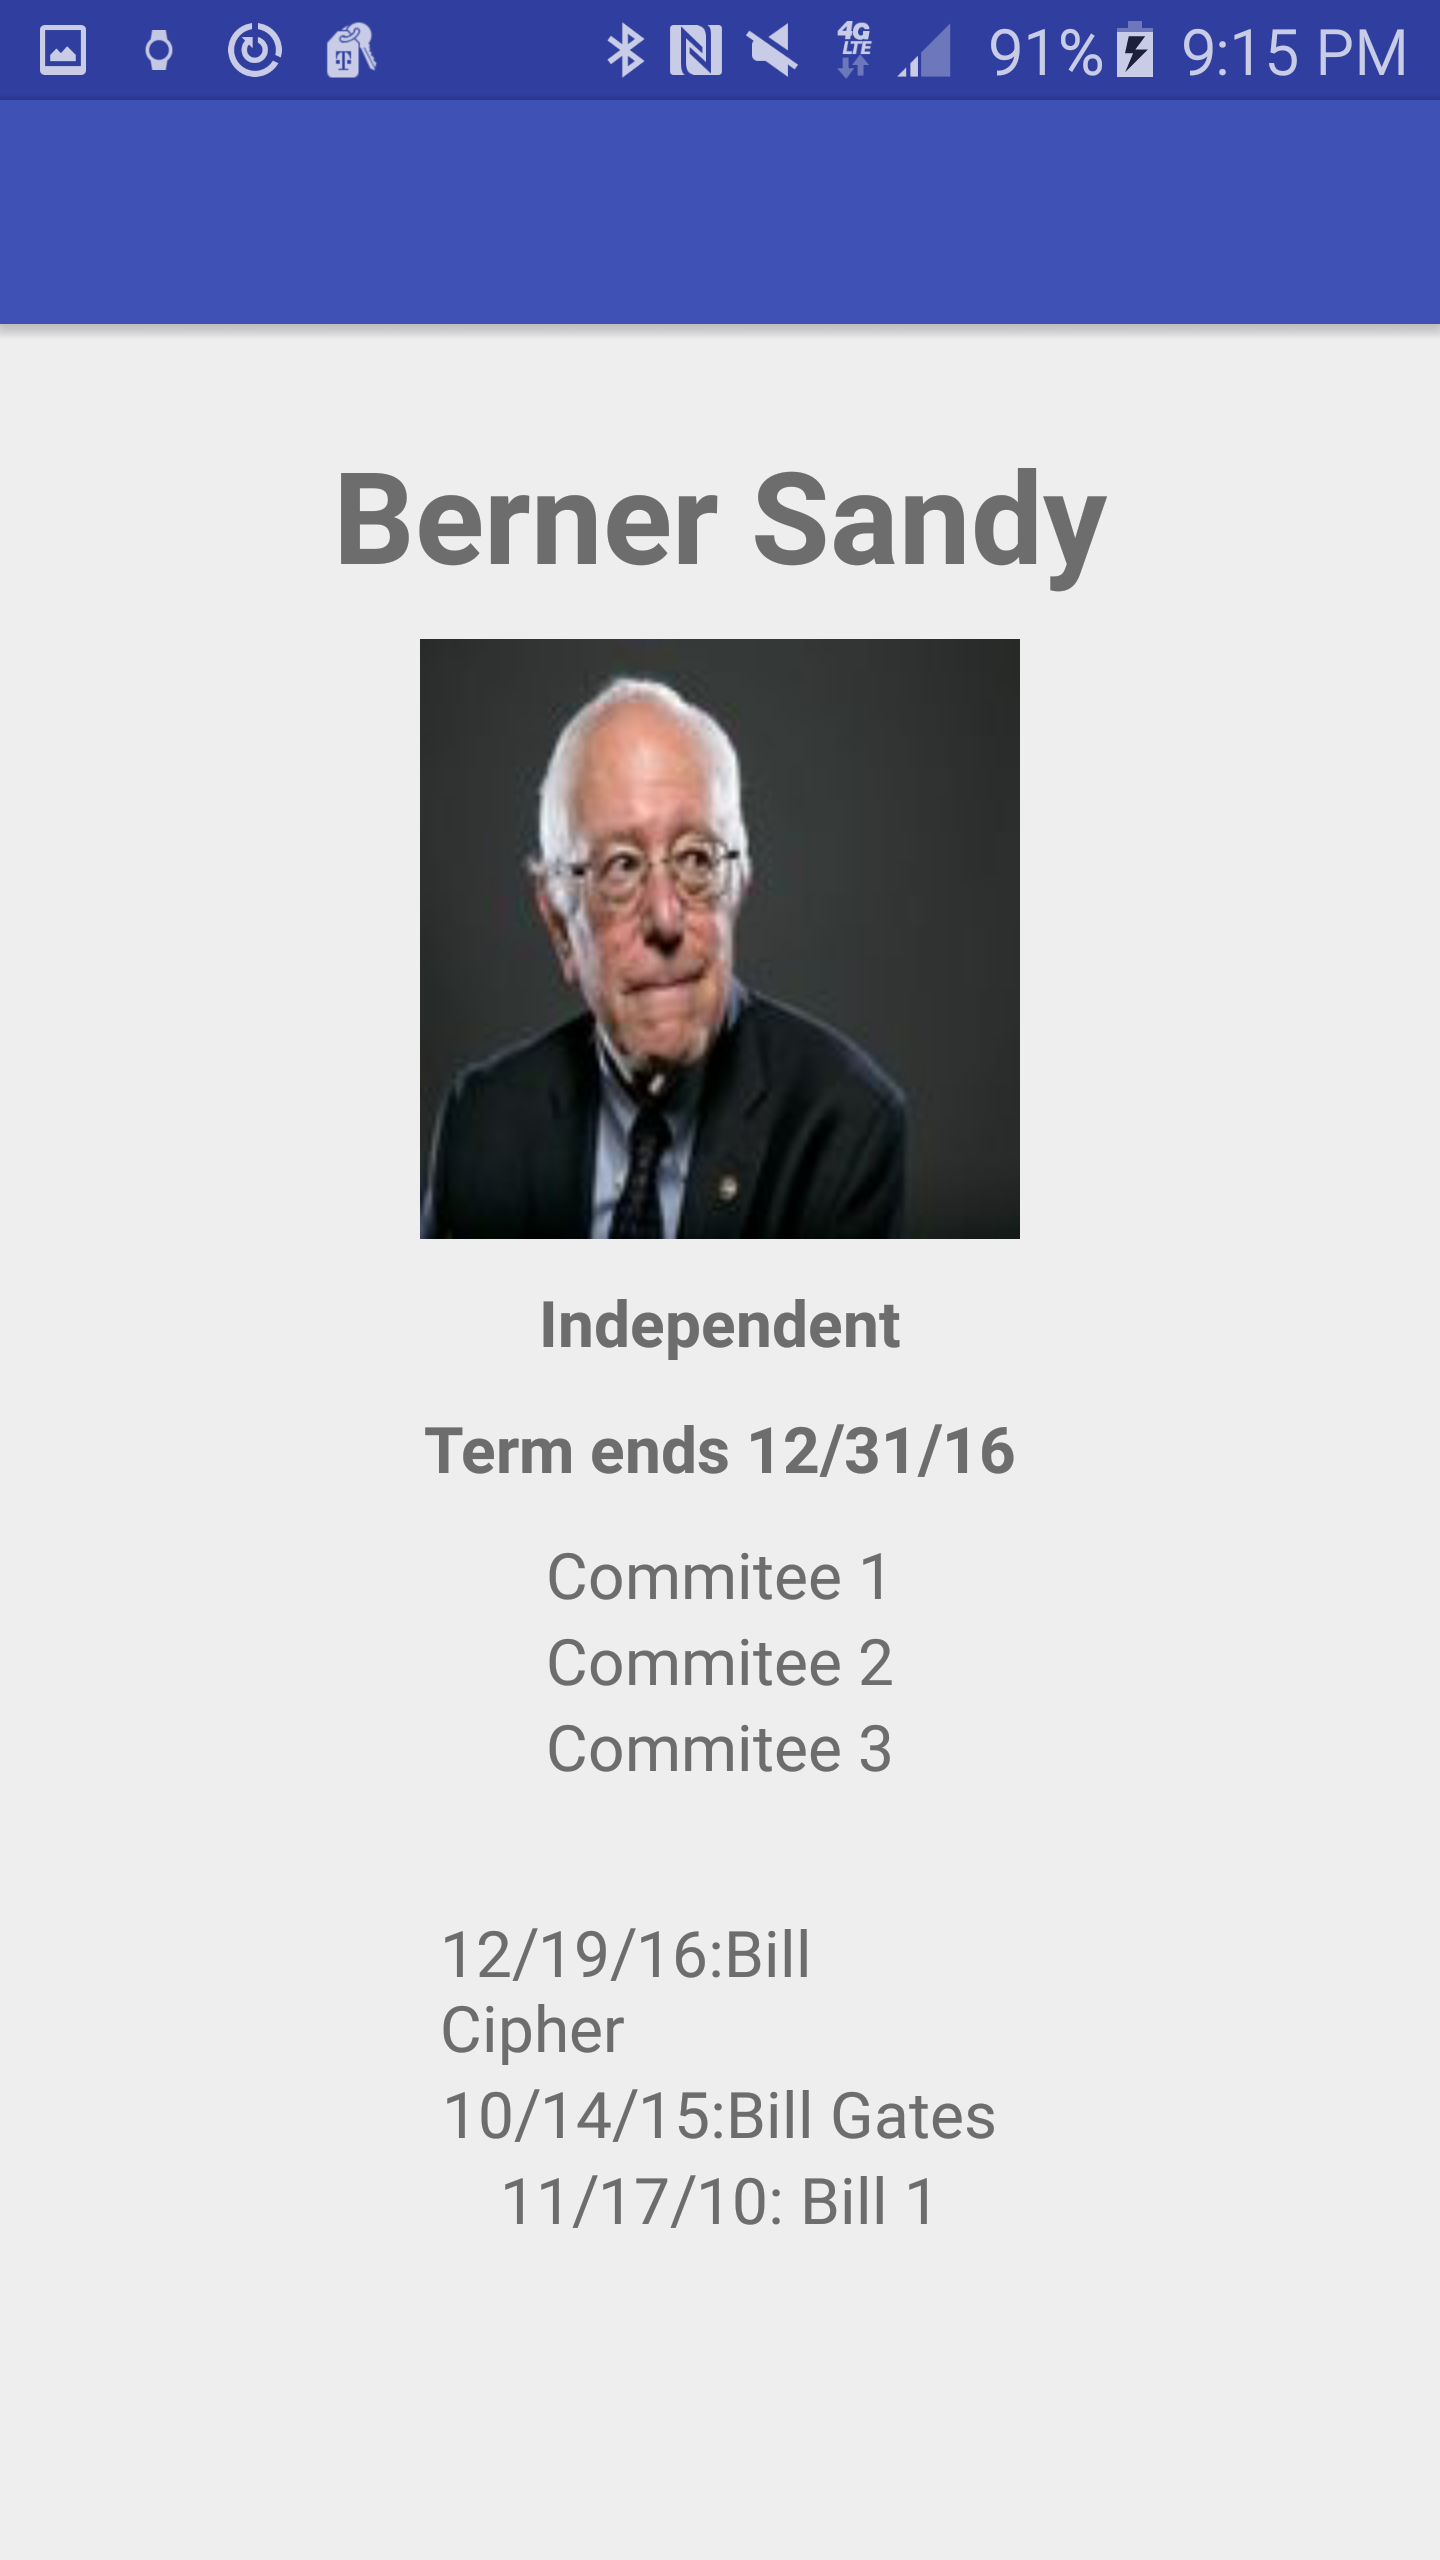 4G
LTE
91%
9:15 PM
Berner Sandy
Independent
Term ends 12/31/16
Commitee 1
Commitee 2
Commitee 3
12/19/16:Bill
Cipher
10/14/15:Bill Gates
11/17/10: Bill 1